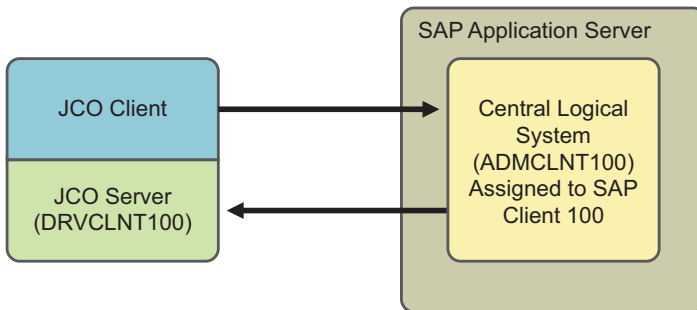 SAP Application Server
JCO Client
JCO Server
(DRVCLNT100)
Central Logical
System
(ADMCLNT100)
Assigned to SAP
Client 100